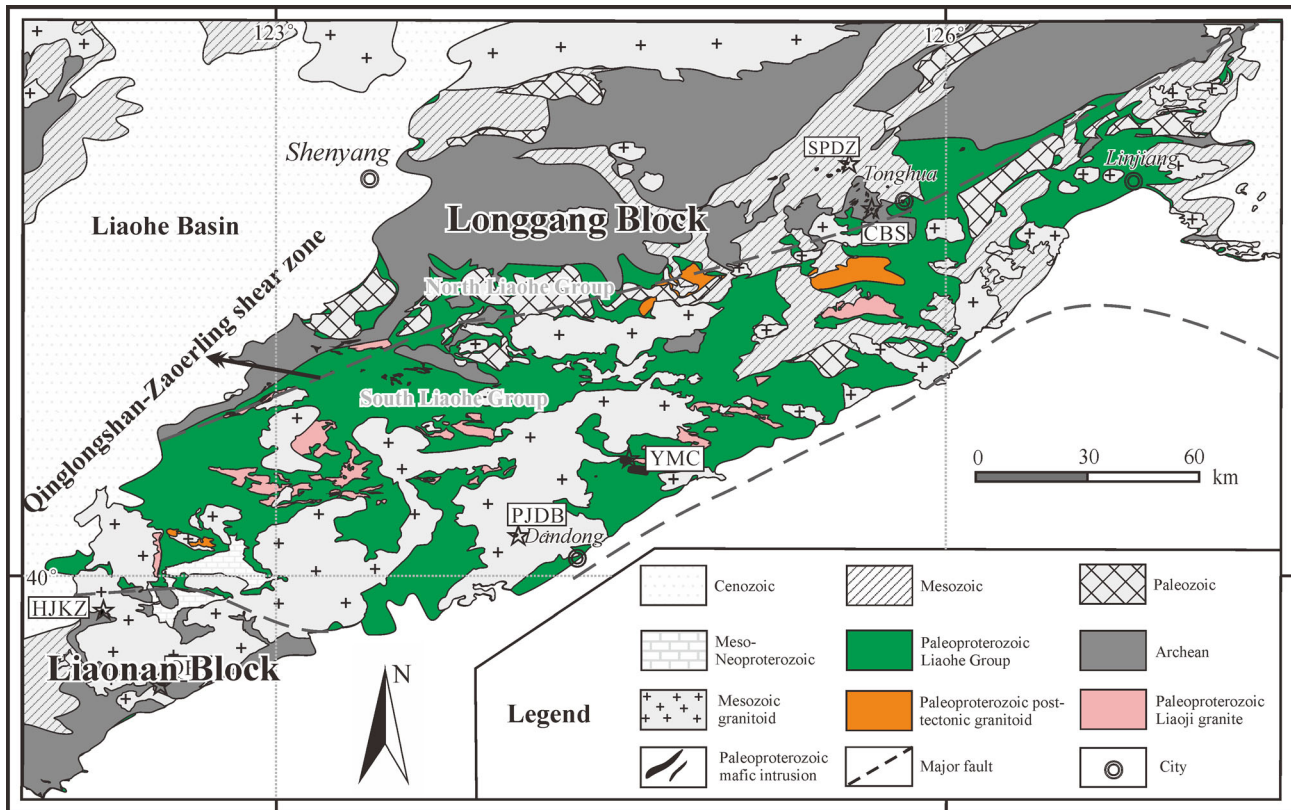 123°
126°
SPDZ
Shenyang
Tonghua
Linjiang
Liaohe Basin
Longgang Block
CBS
North Liaohe Group
Qinglongshan-Zaoerling shear zone
South Liaohe Group
YMC
0 30 60
km
PJDB
Dandong
40°
HJKZ
Liaonan Block
N
Legend
Cenozoic
Mesozoic
Paleozoic
Meso-
Neoproterozoic
Paleoproterozoic
Liaohe Group
Archean
Mesozoic
granitoid
Paleoproterozoic post-
tectonic granitoid
Paleoproterozoic
Liaoji granite
Paleoproterozoic
mafic intrusion
Major fault
City